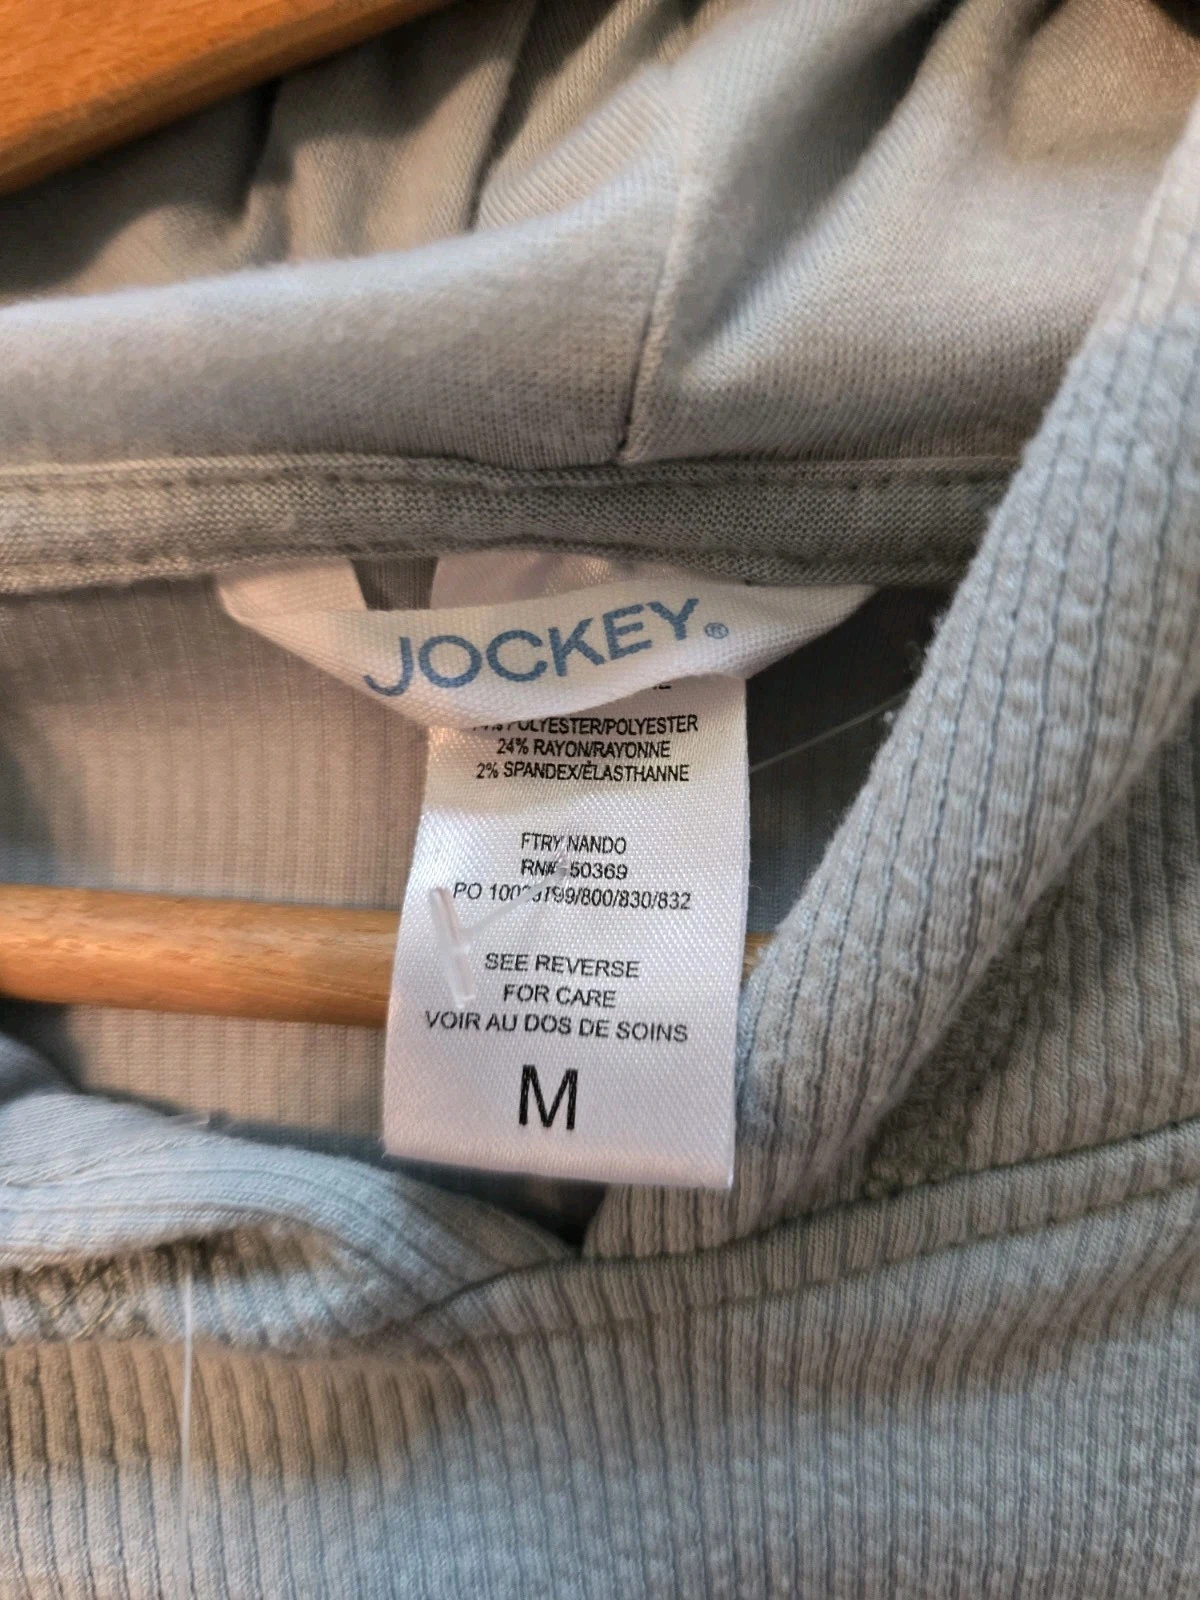 JOCKEY®
POLYESTER/POLYESTER
24% RAYON/RAYONNE
2% SPANDEX/ÉLASTHANNE
FTRY NANDO
RN# 50369
PO
SEE REVERSE
FOR CARE
VOIR AU DOS DE SOINS
M